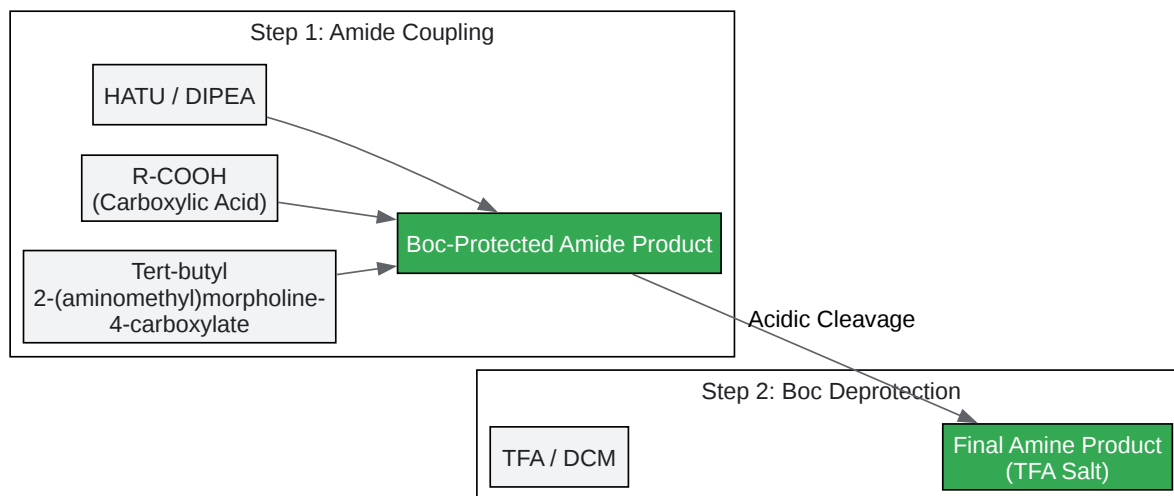 Step 1: Amide Coupling
HATU / DIPEA
R-COOH
(Carboxylic Acid)
Boc-Protected Amide Product
Tert-butyl
2-(aminomethyl)morpholine-
4-carboxylate
Acidic Cleavage
Step 2: Boc Deprotection
TFA / DCM
Final Amine Product
(TFA Salt)